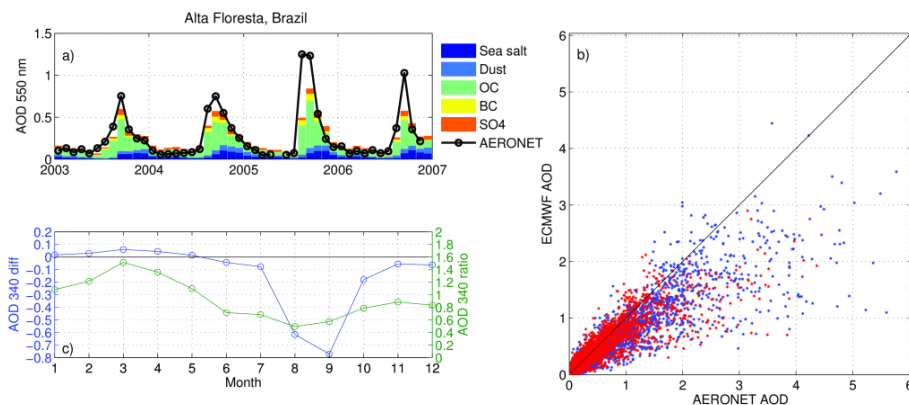 Alta Floresta, Brazil
a)
AOD 550 nm
1.5
1
0.5
0
2003 2004 2005 2006 2007
Sea salt
Dust
OC
BC
SO4
AERONET
b)
ECMWF AOD
6
5
4
3
2
1
0
0 1 2 3 4 5 6
AERONET AOD
c)
AOD 340 diff
0.2
0.1
0
−0.1
−0.2
−0.3
−0.4
−0.5
−0.6
−0.7
−0.8
AOD 340 ratio
2
1.8
1.6
1.4
1.2
1
0.8
0.6
0.4
0.2
0
1 2 3 4 5 6 7 8 9 10 11 12
Month